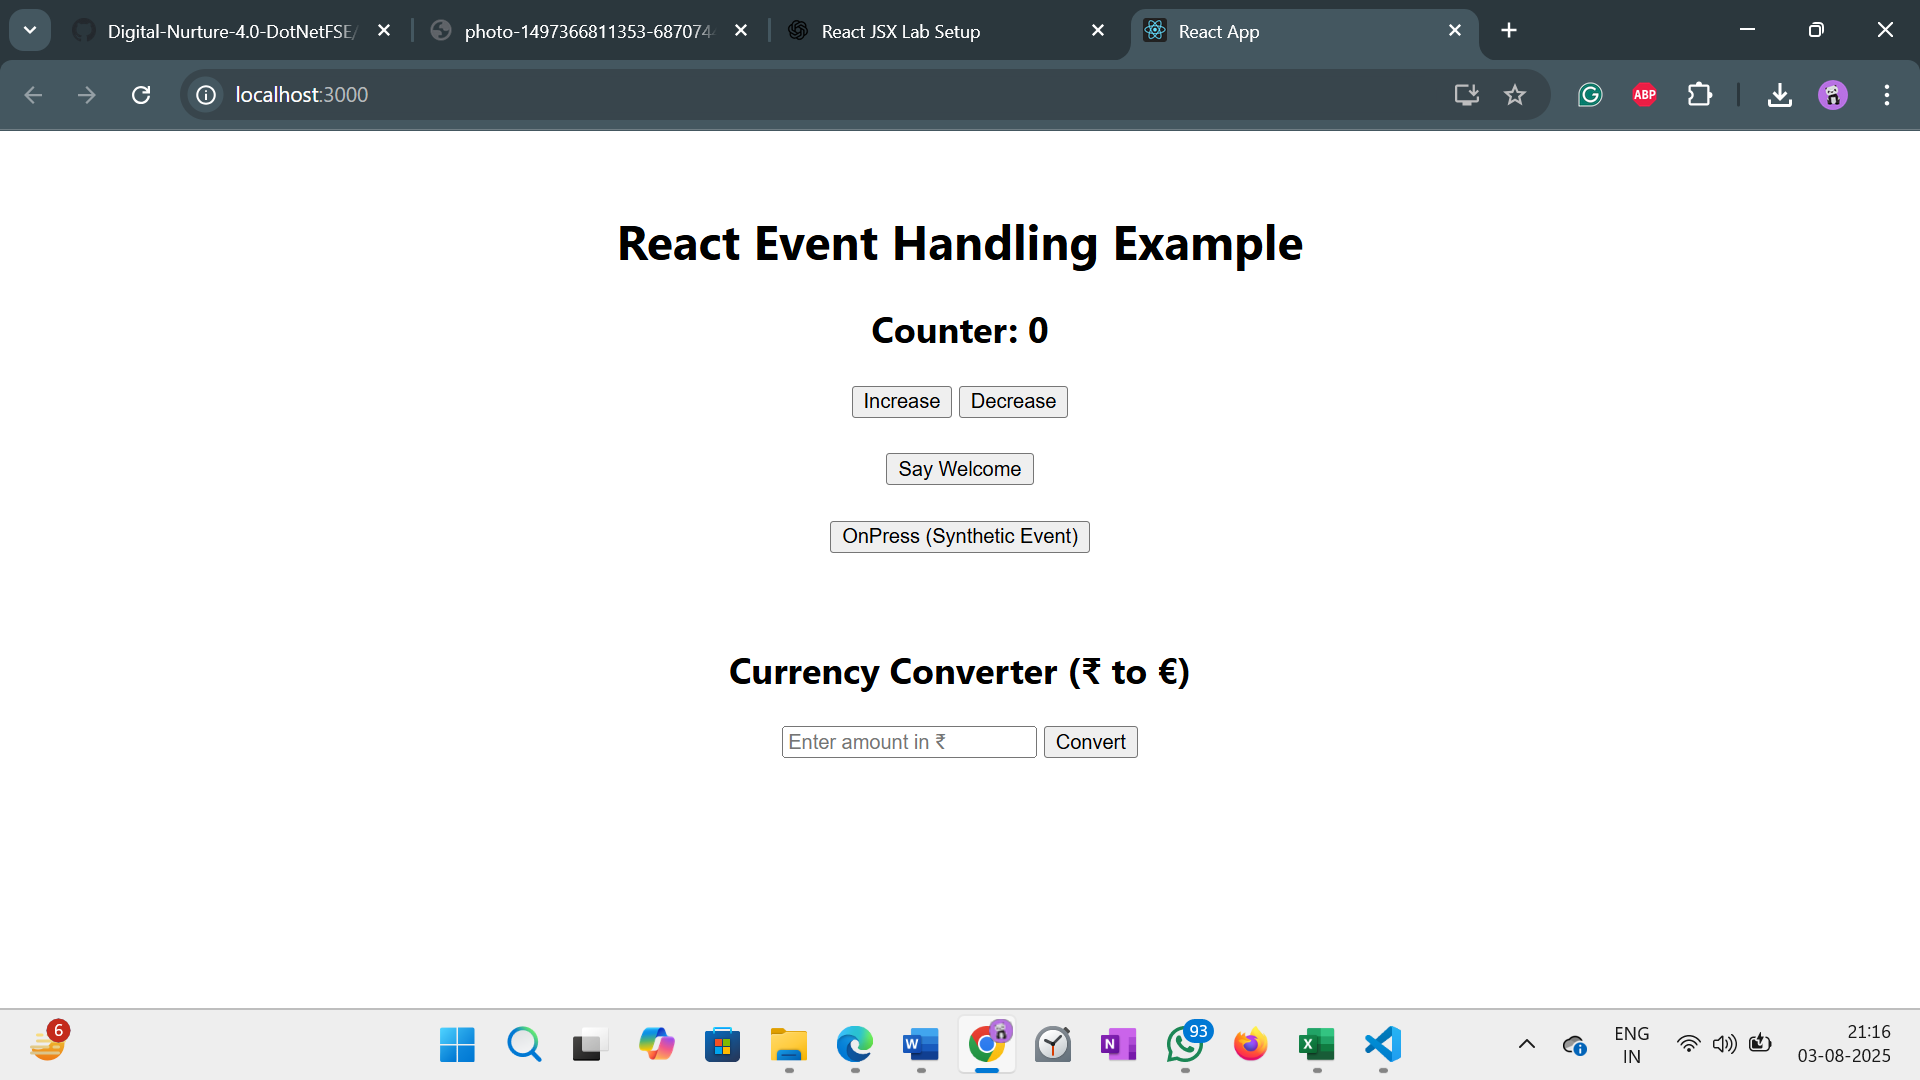 Digital-Nurture-4.0-DotNetFSE/
photo-1497366811353-687074
React JSX Lab Setup
React App
localhost:3000
ABP
React Event Handling Example
Counter: 0
Increase Decrease
Say Welcome
OnPress (Synthetic Event)
Currency Converter (₹ to €)
Enter amount in ₹ Convert
6
93
ENG
IN
21:16
03-08-2025